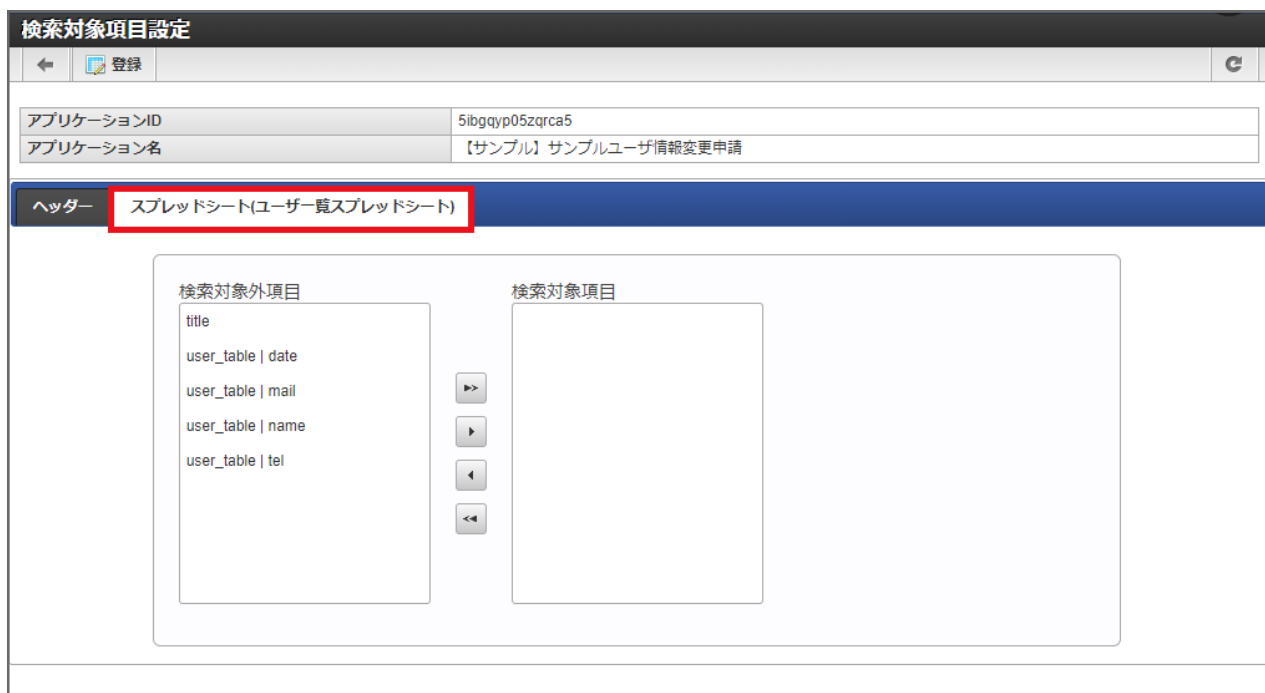 検索対象項目設定
登録
アプリケーションID 5ibgqyp05zqrca5
アプリケーション名 【サンプル】サンプルユーザ情報変更申請
ヘッダー スプレッドシート(ユーザ一覧スプレッドシート)
検索対象外項目 検索対象項目
title
user_table | date
user_table | mail
user_table | name
user_table | tel